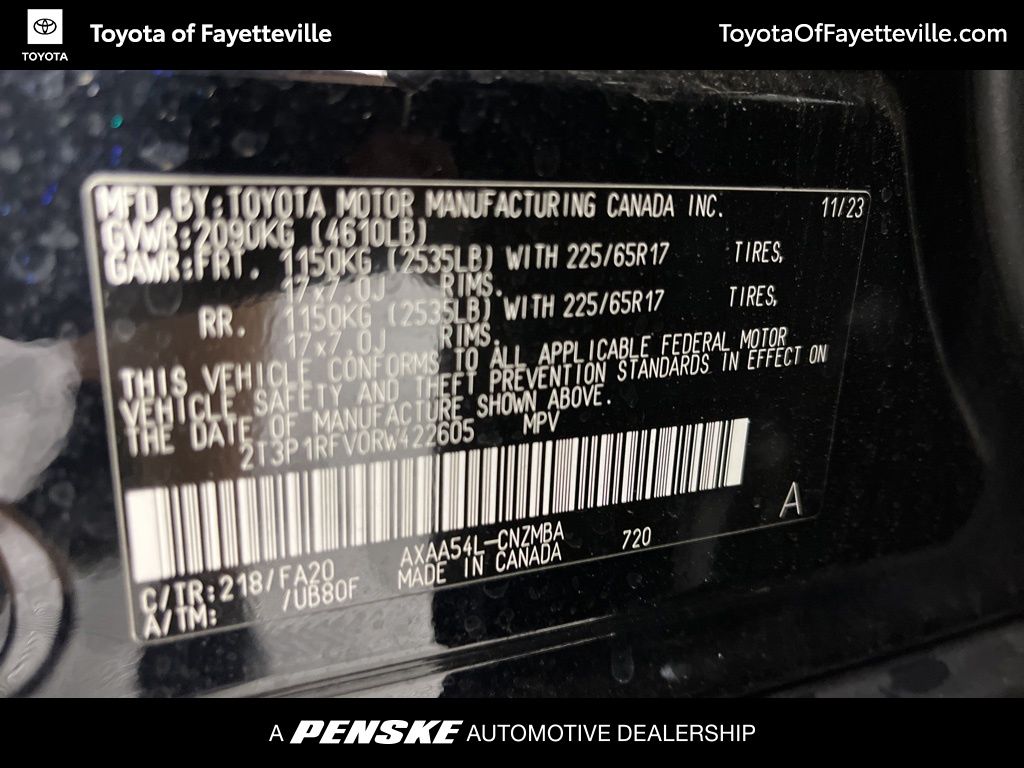 TOYOTA
Toyota of Fayetteville
ToyotaOfFayetteville.com
MFD.BY:TOYOTA MOTOR MANUFACTURING CANADA INC. 11/23
GVWR:2090KG (4610LB)
GAWR:FRT. 1150KG (2535LB) WITH 225/65R17 TIRES,
17x7.0J RIMS.
RR. 1150KG (2535LB) WITH 225/65R17 TIRES,
17x7.0J RIMS.
THIS VEHICLE CONFORMS TO ALL APPLICABLE FEDERAL MOTOR
VEHICLE SAFETY AND THEFT PREVENTION STANDARDS IN EFFECT ON
THE DATE OF MANUFACTURE SHOWN ABOVE.
2T3P1RFV0RW422605 MPV
A
C/TR:218/FA20 AXAA54L-CNZMBA 720
A/TM: /UB80F MADE IN CANADA
A PENSKE AUTOMOTIVE DEALERSHIP